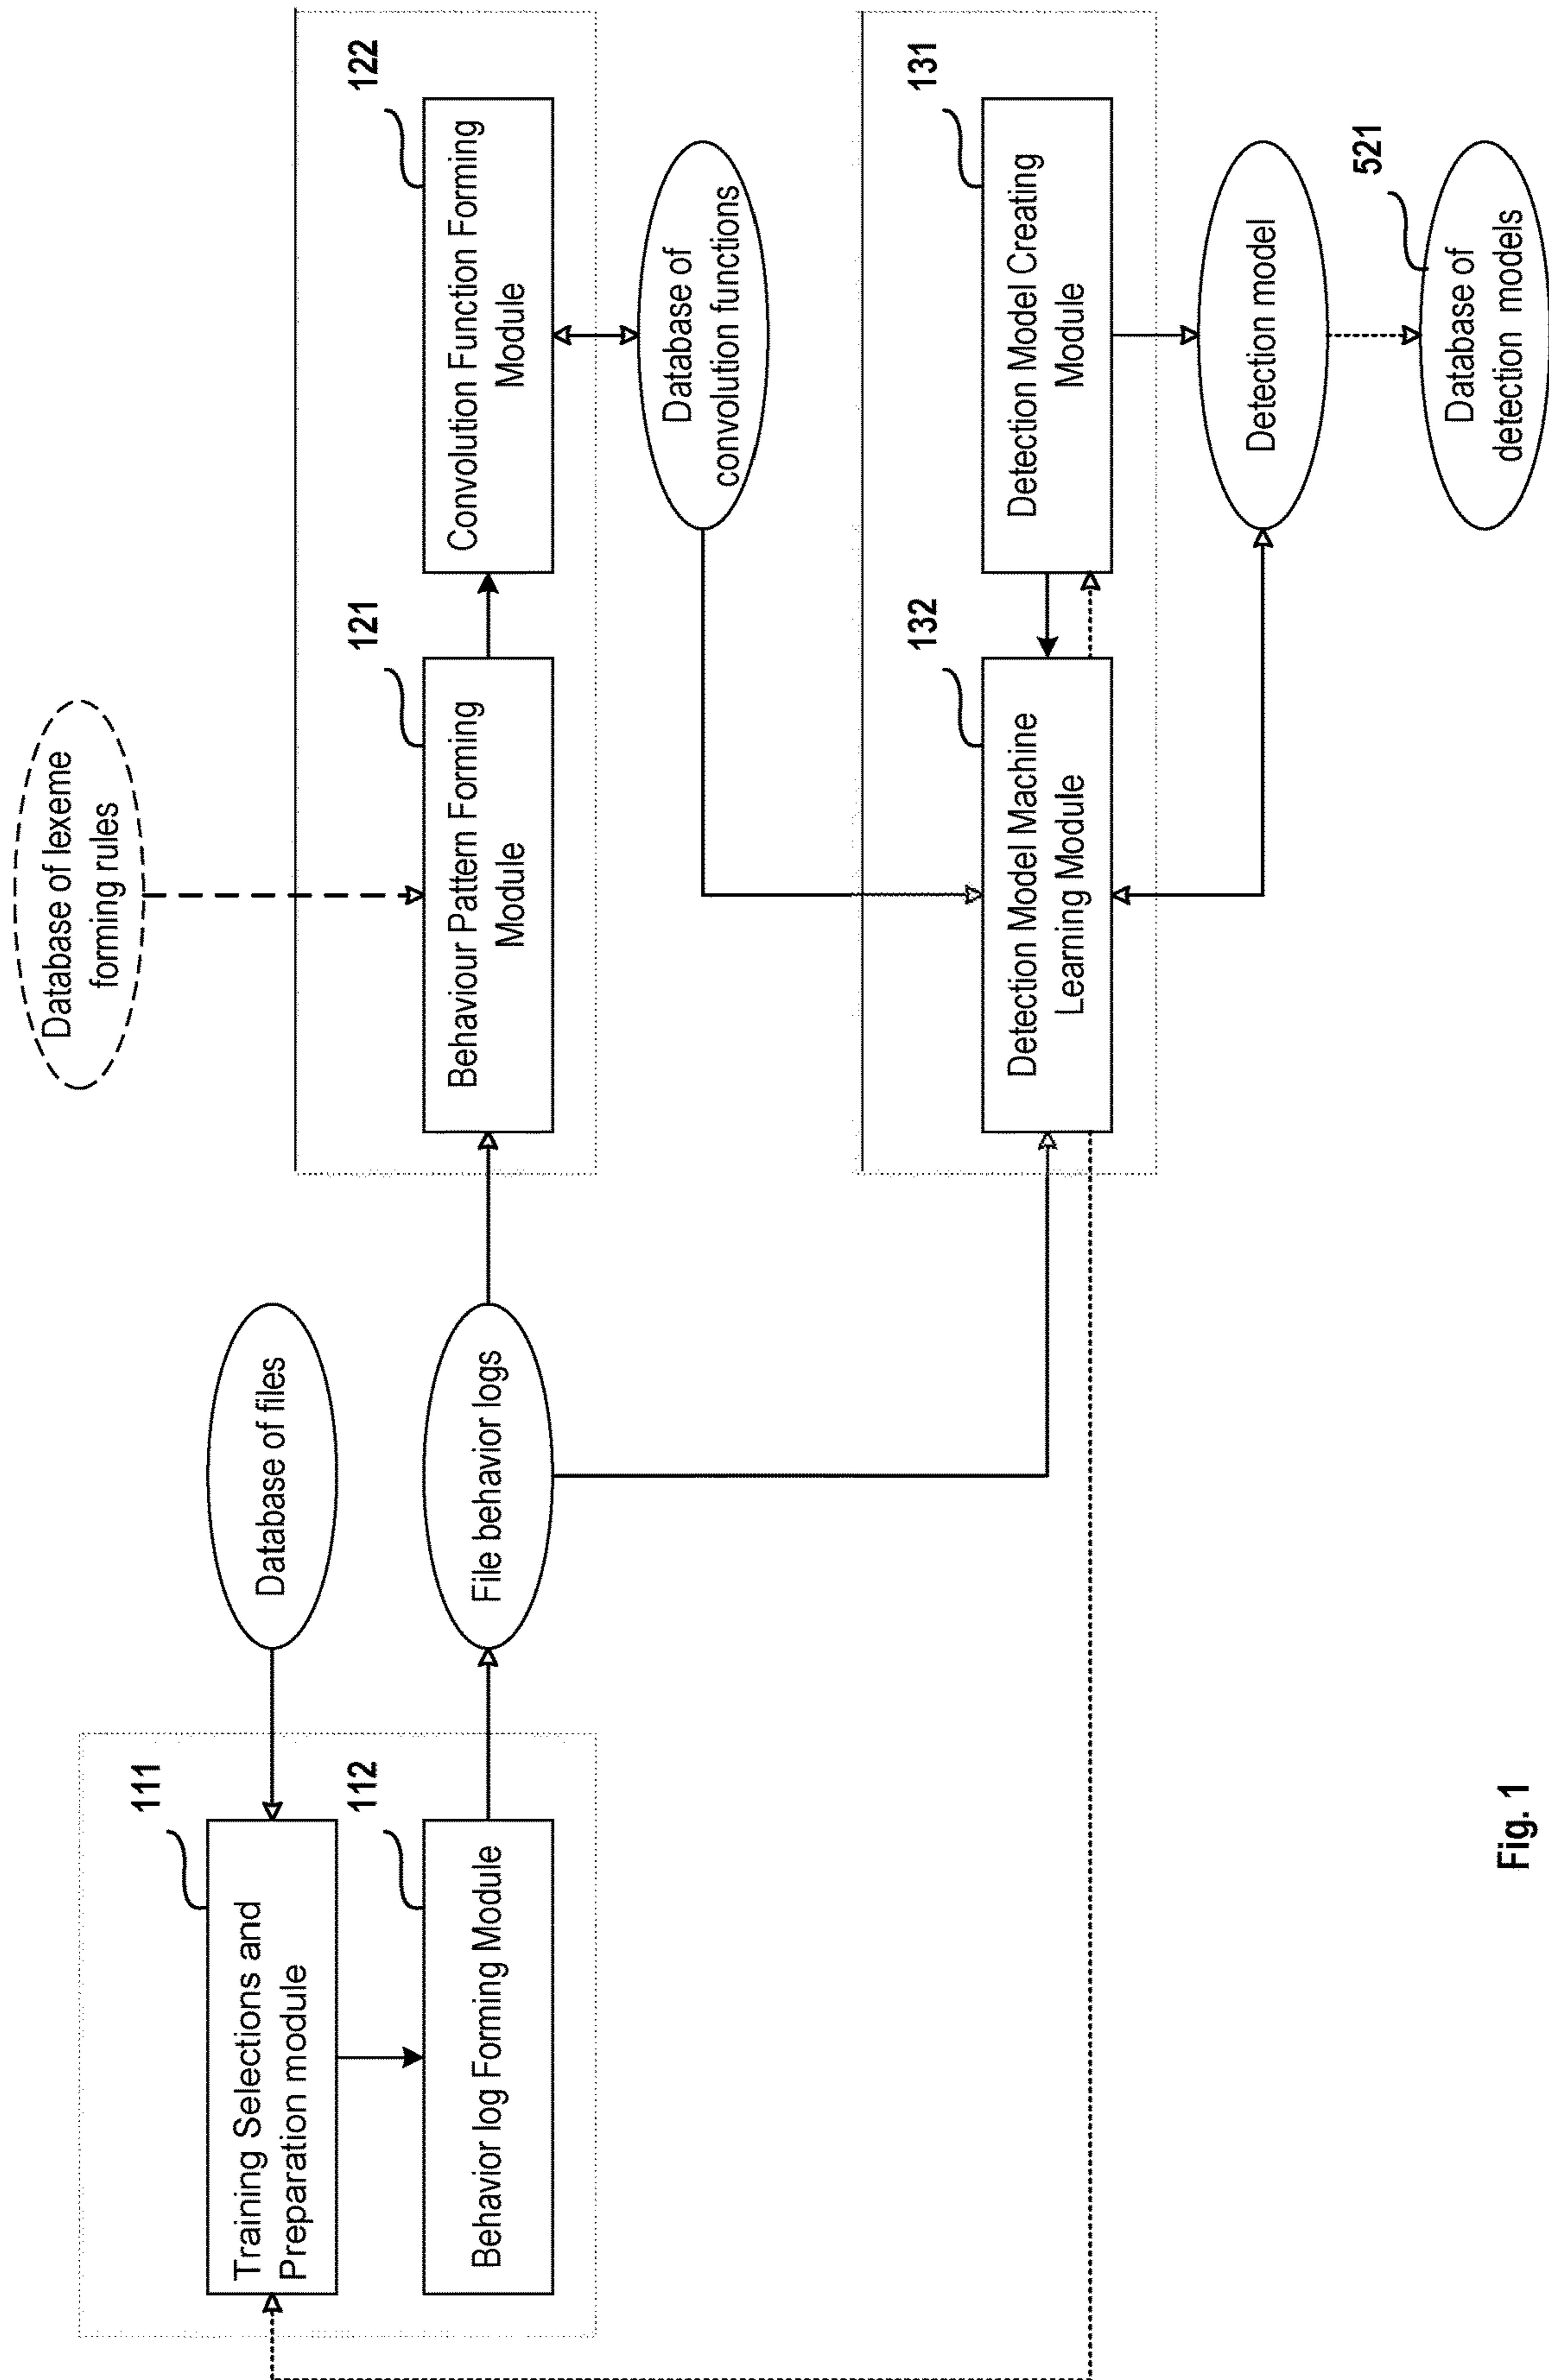 Database of lexeme
forming rules
111
Training Selections and
Preparation module
Database of files
112
Behavior log Forming Module
File behavior logs
121
Behaviour Pattern Forming
Module
122
Convolution Function Forming
Module
Database of
convolution functions
132
Detection Model Machine
Learning Module
131
Detection Model Creating
Module
Detection model
521
Database of
detection models
Fig. 1